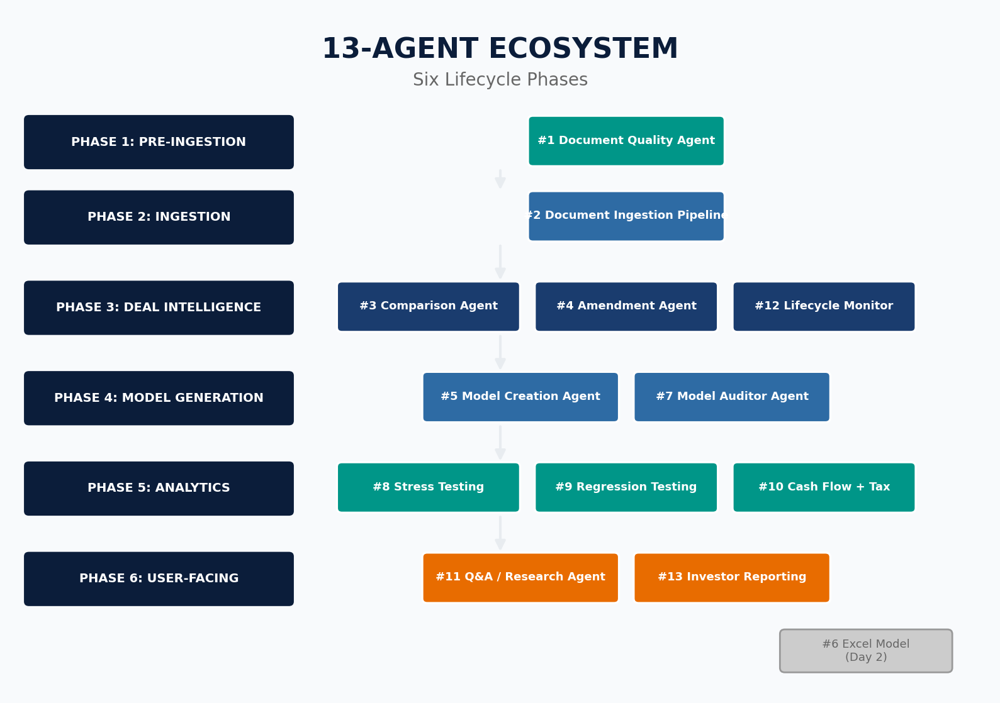 13-AGENT ECOSYSTEM
Six Lifecycle Phases
PHASE 1: PRE-INGESTION
#1 Document Quality Agent
PHASE 2: INGESTION
#2 Document Ingestion Pipeline
PHASE 3: DEAL INTELLIGENCE
#3 Comparison Agent
#4 Amendment Agent
#12 Lifecycle Monitor
PHASE 4: MODEL GENERATION
#5 Model Creation Agent
#7 Model Auditor Agent
PHASE 5: ANALYTICS
#8 Stress Testing
#9 Regression Testing
#10 Cash Flow + Tax
PHASE 6: USER-FACING
#11 Q&A / Research Agent
#13 Investor Reporting
#6 Excel Model
(Day 2)